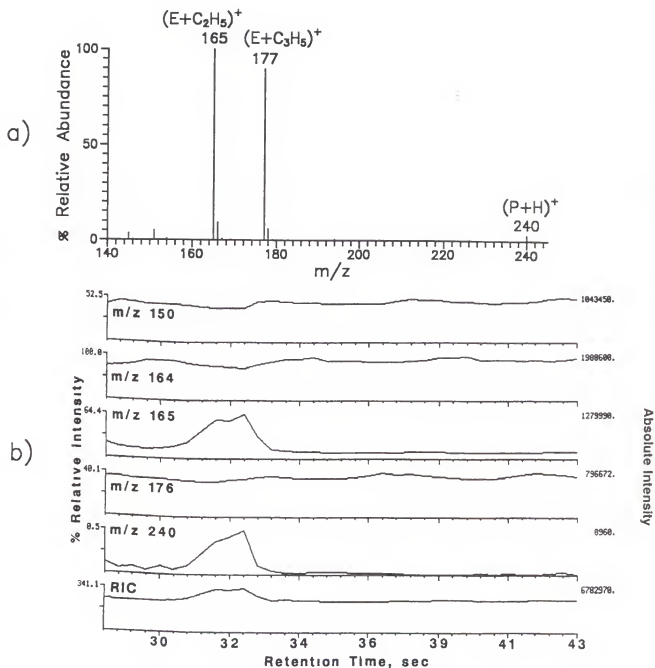 a)
(E+C₂H₅)⁺
165
(E+C₃H₅)⁺
177
(P+H)⁺
240
% Relative Abundance
100
50
0
140 160 180 200 220 240
m/z
b)
% Relative Intensity
Absolute Intensity
52.5
m/z 150
1043450.
100.0
m/z 164
1988600.
64.4
m/z 165
1279990.
40.1
m/z 176
796672.
0.5
m/z 240
8960.
341.1
RIC
6782970.
30 32 34 36 39 41 43
Retention Time, sec